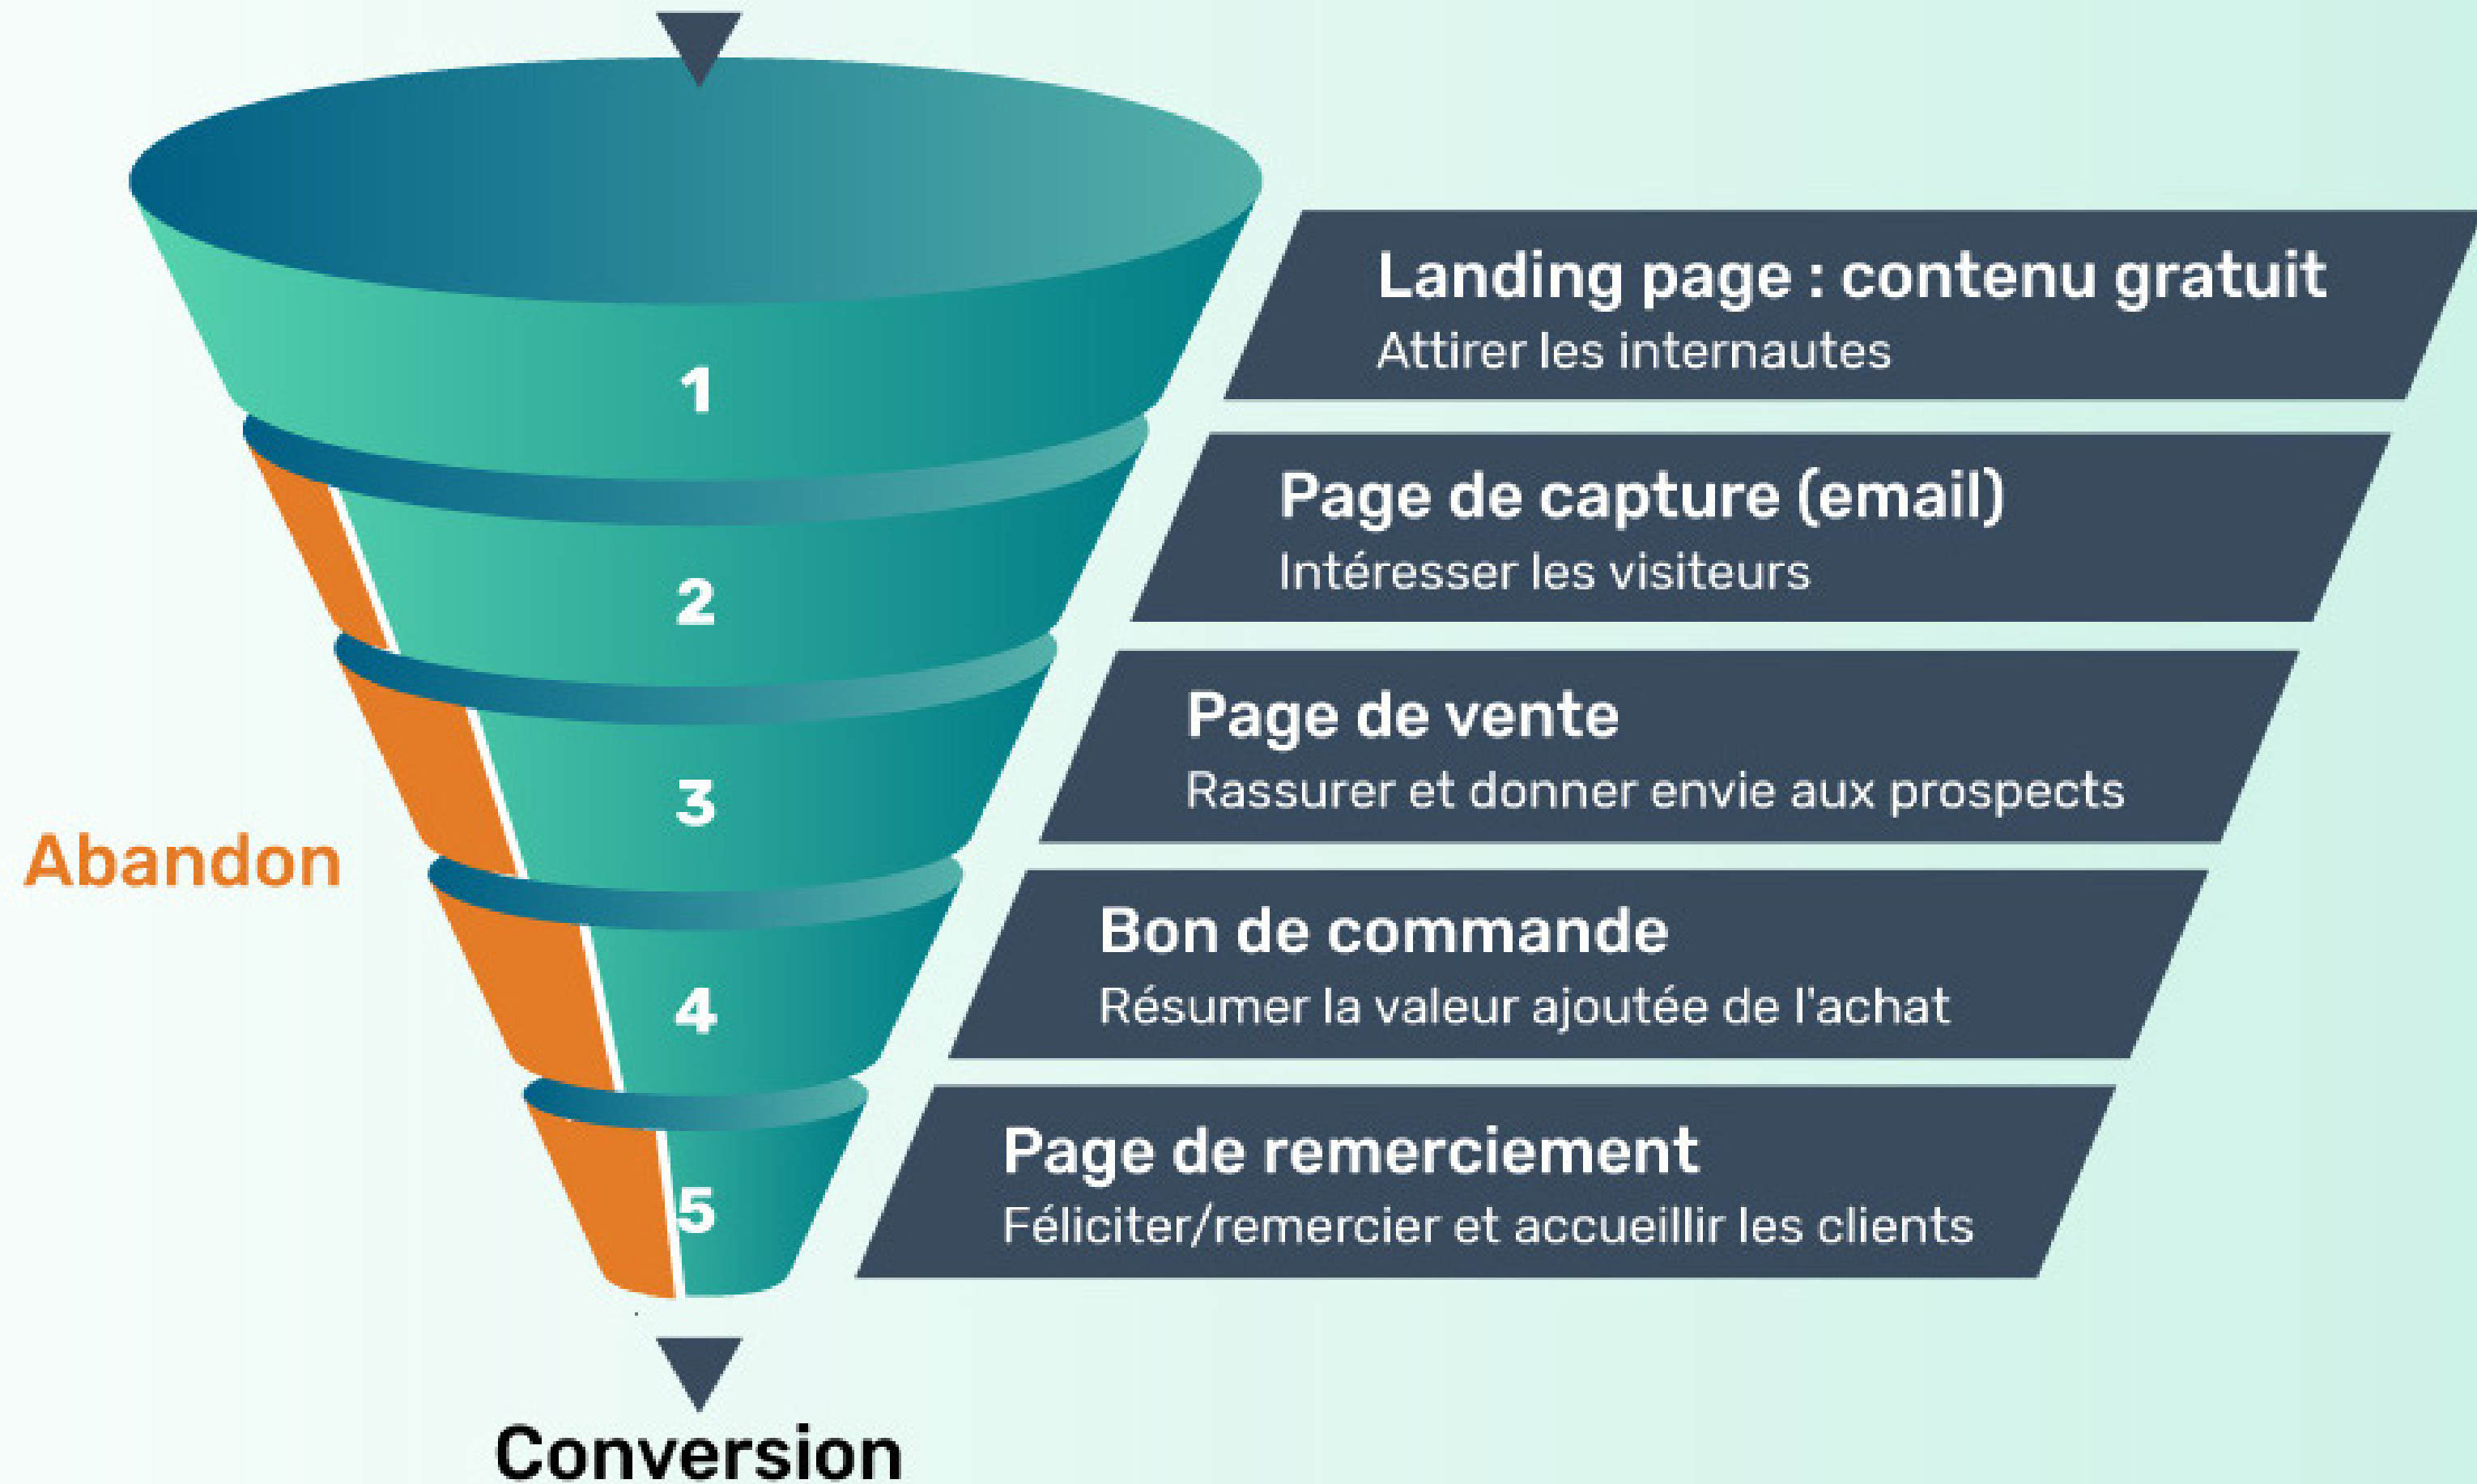 1
Landing page : contenu gratuit
Attirer les internautes
2
Page de capture (email)
Intéresser les visiteurs
3
Page de vente
Rassurer et donner envie aux prospects
Abandon
4
Bon de commande
Résumer la valeur ajoutée de l'achat
5
Page de remerciement
Féliciter/remercier et accueillir les clients
Conversion